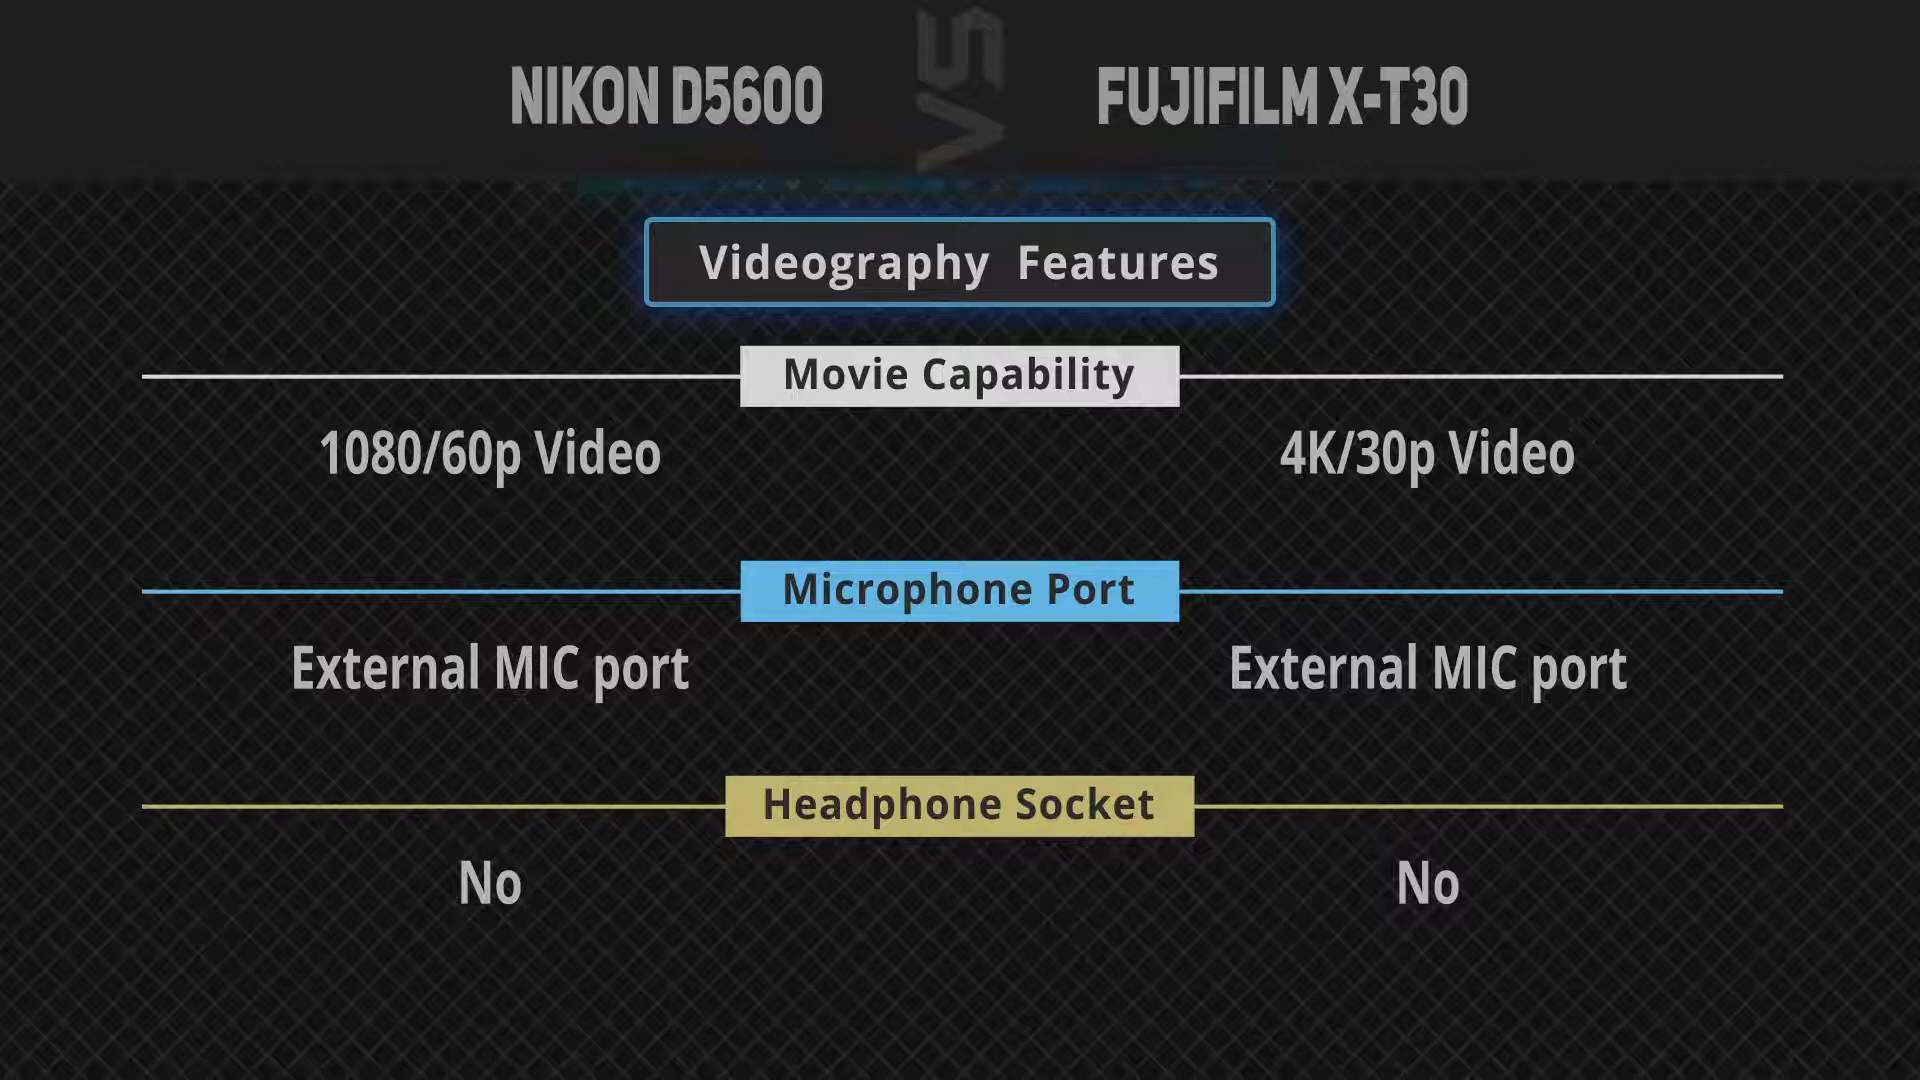 NIKON D5600 VS FUJIFILM X-T30
Videography Features
Movie Capability
1080/60p Video 4K/30p Video
Microphone Port
External MIC port External MIC port
Headphone Socket
No No